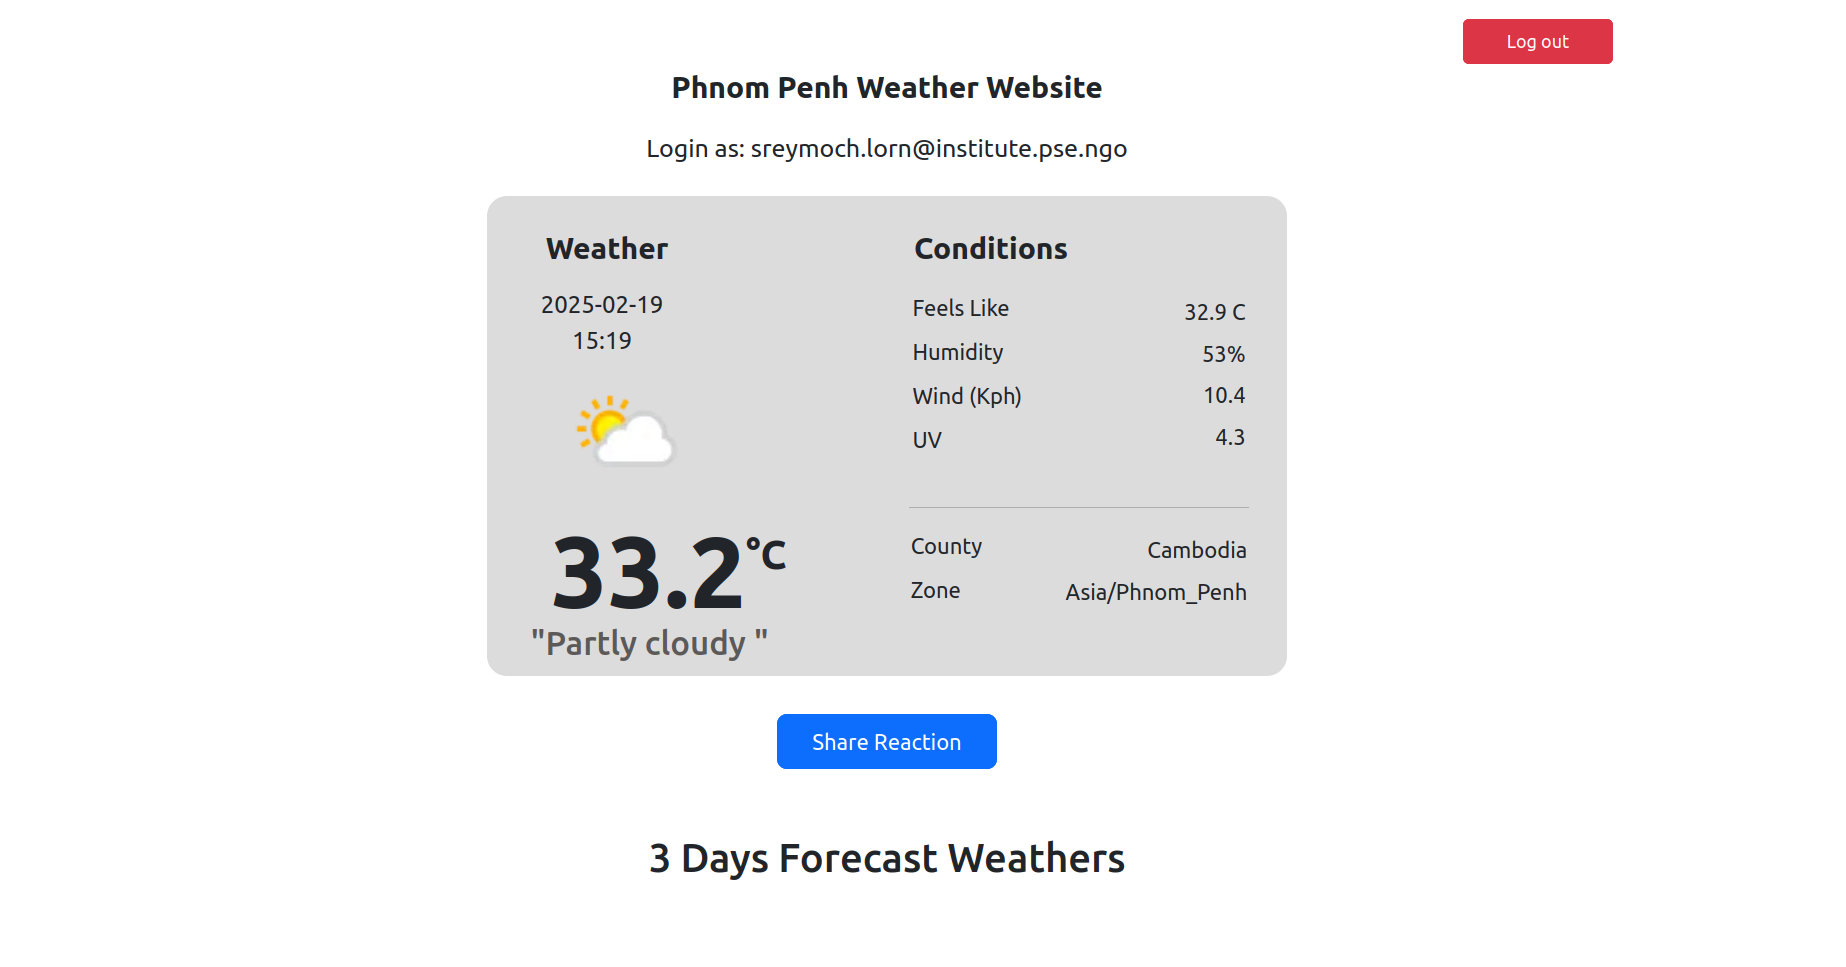 Log out
Phnom Penh Weather Website
Login as: sreymoch.lorn@institute.pse.ngo
Weather
2025-02-19
15:19
33.2°C
"Partly cloudy "
Conditions
Feels Like 32.9 C
Humidity 53%
Wind (Kph) 10.4
UV 4.3
County Cambodia
Zone Asia/Phnom_Penh
Share Reaction
3 Days Forecast Weathers